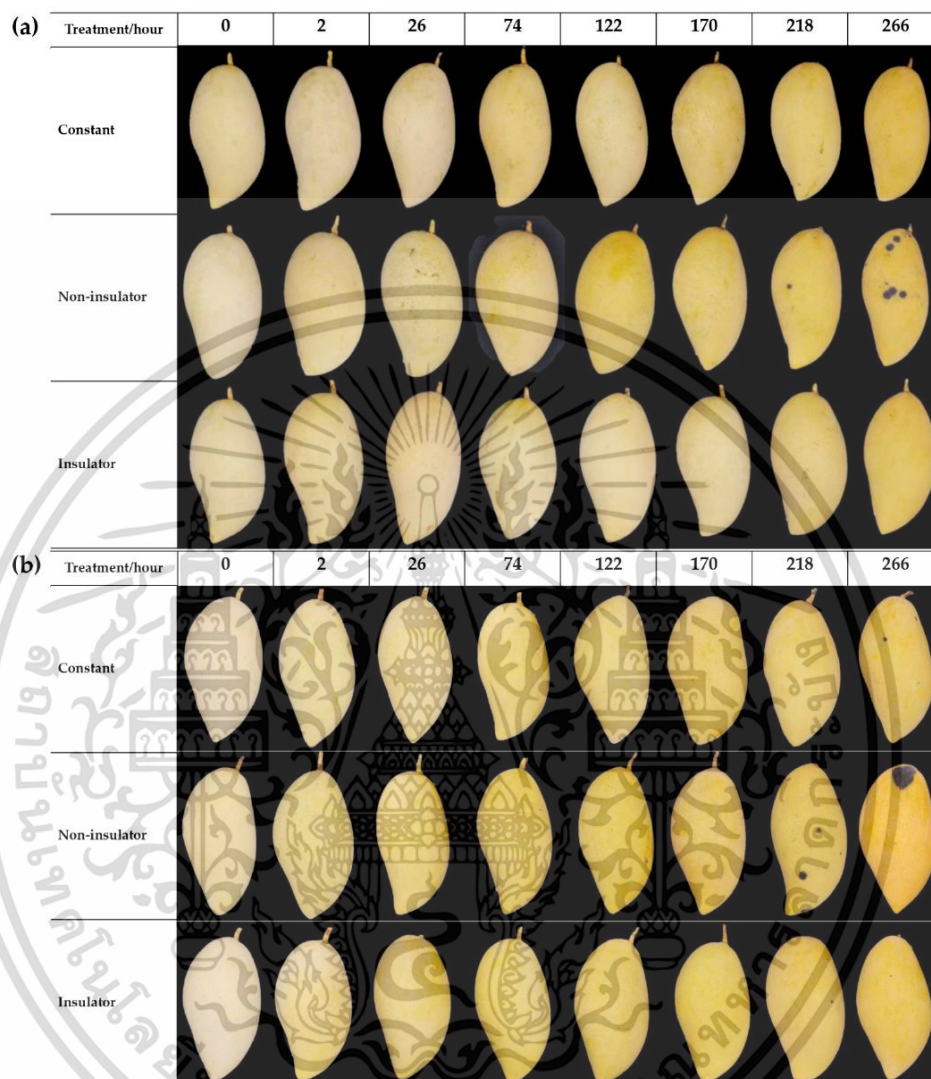 (a) Treatment/hour 0 2 26 74 122 170 218 266
Constant
Non-insulator
Insulator
(b) Treatment/hour 0 2 26 74 122 170 218 266
Constant
Non-insulator
Insulator